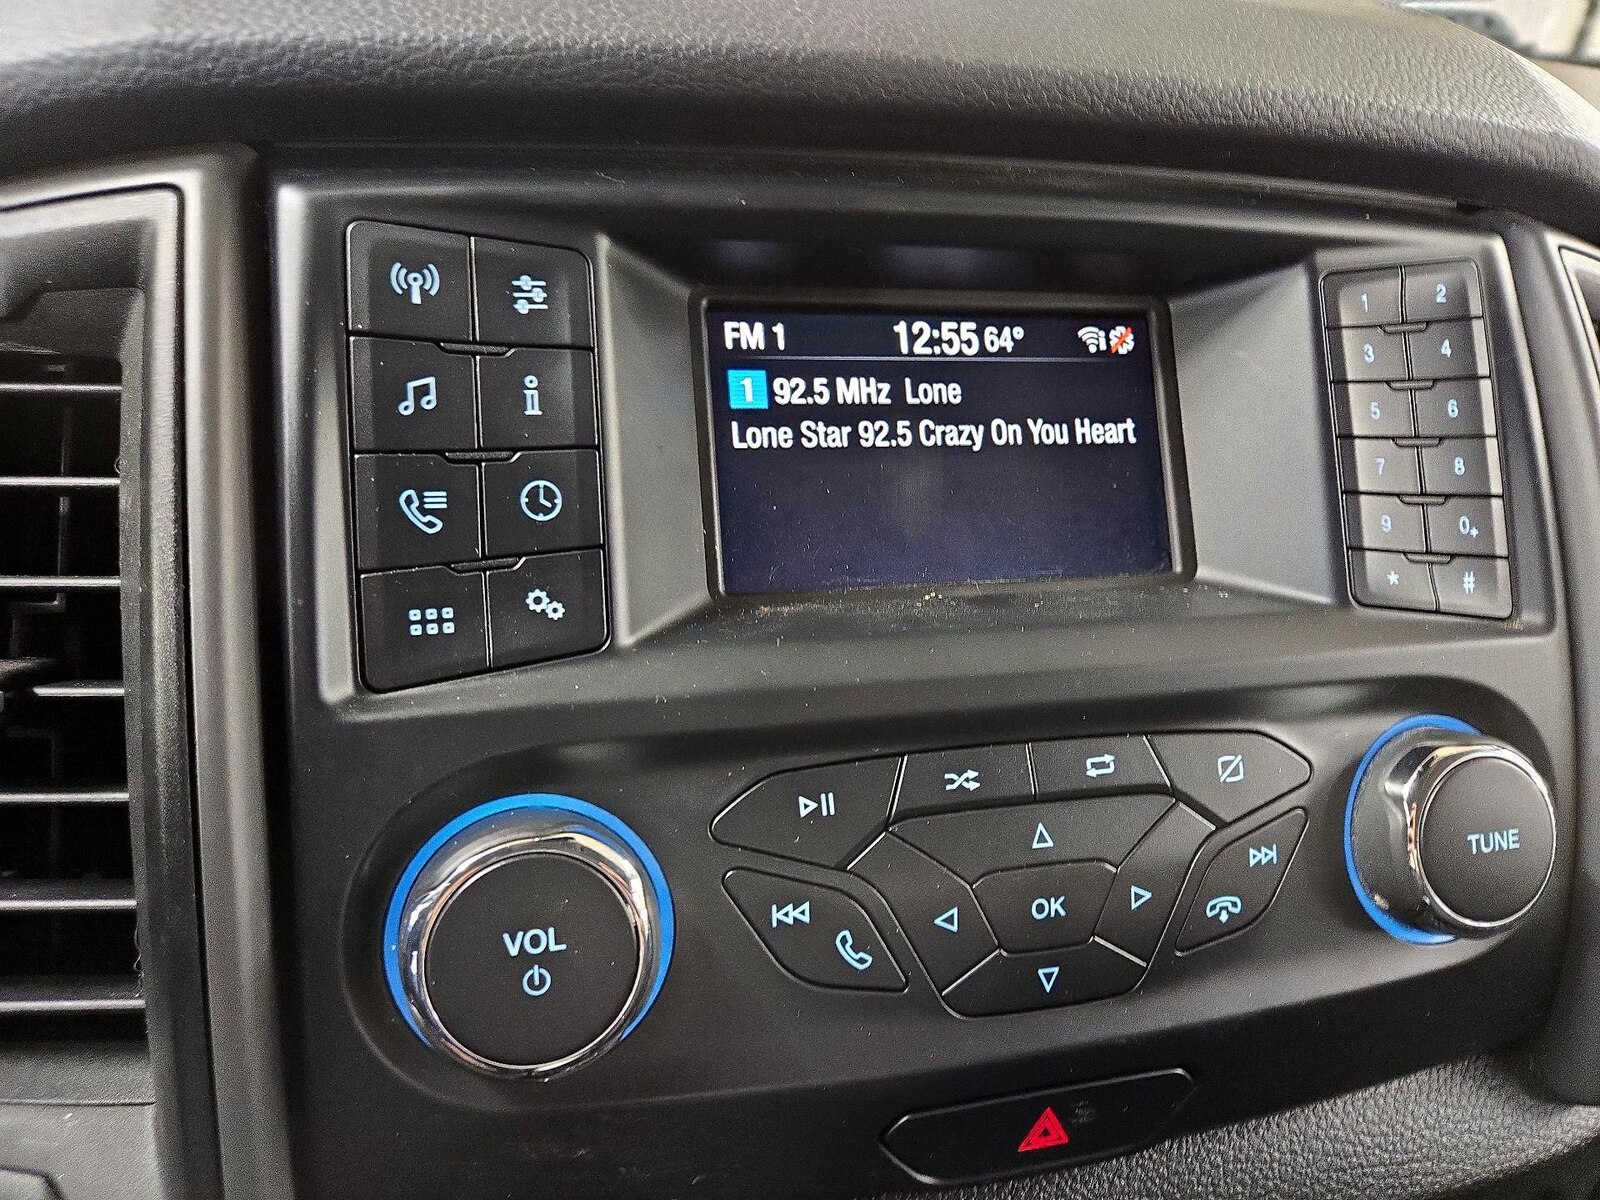 FM 1 12:55 64°
1 92.5 MHz Lone
Lone Star 92.5 Crazy On You Heart
1 2
3 4
5 6
7 8
9 0+
* #
VOL
OK
TUNE